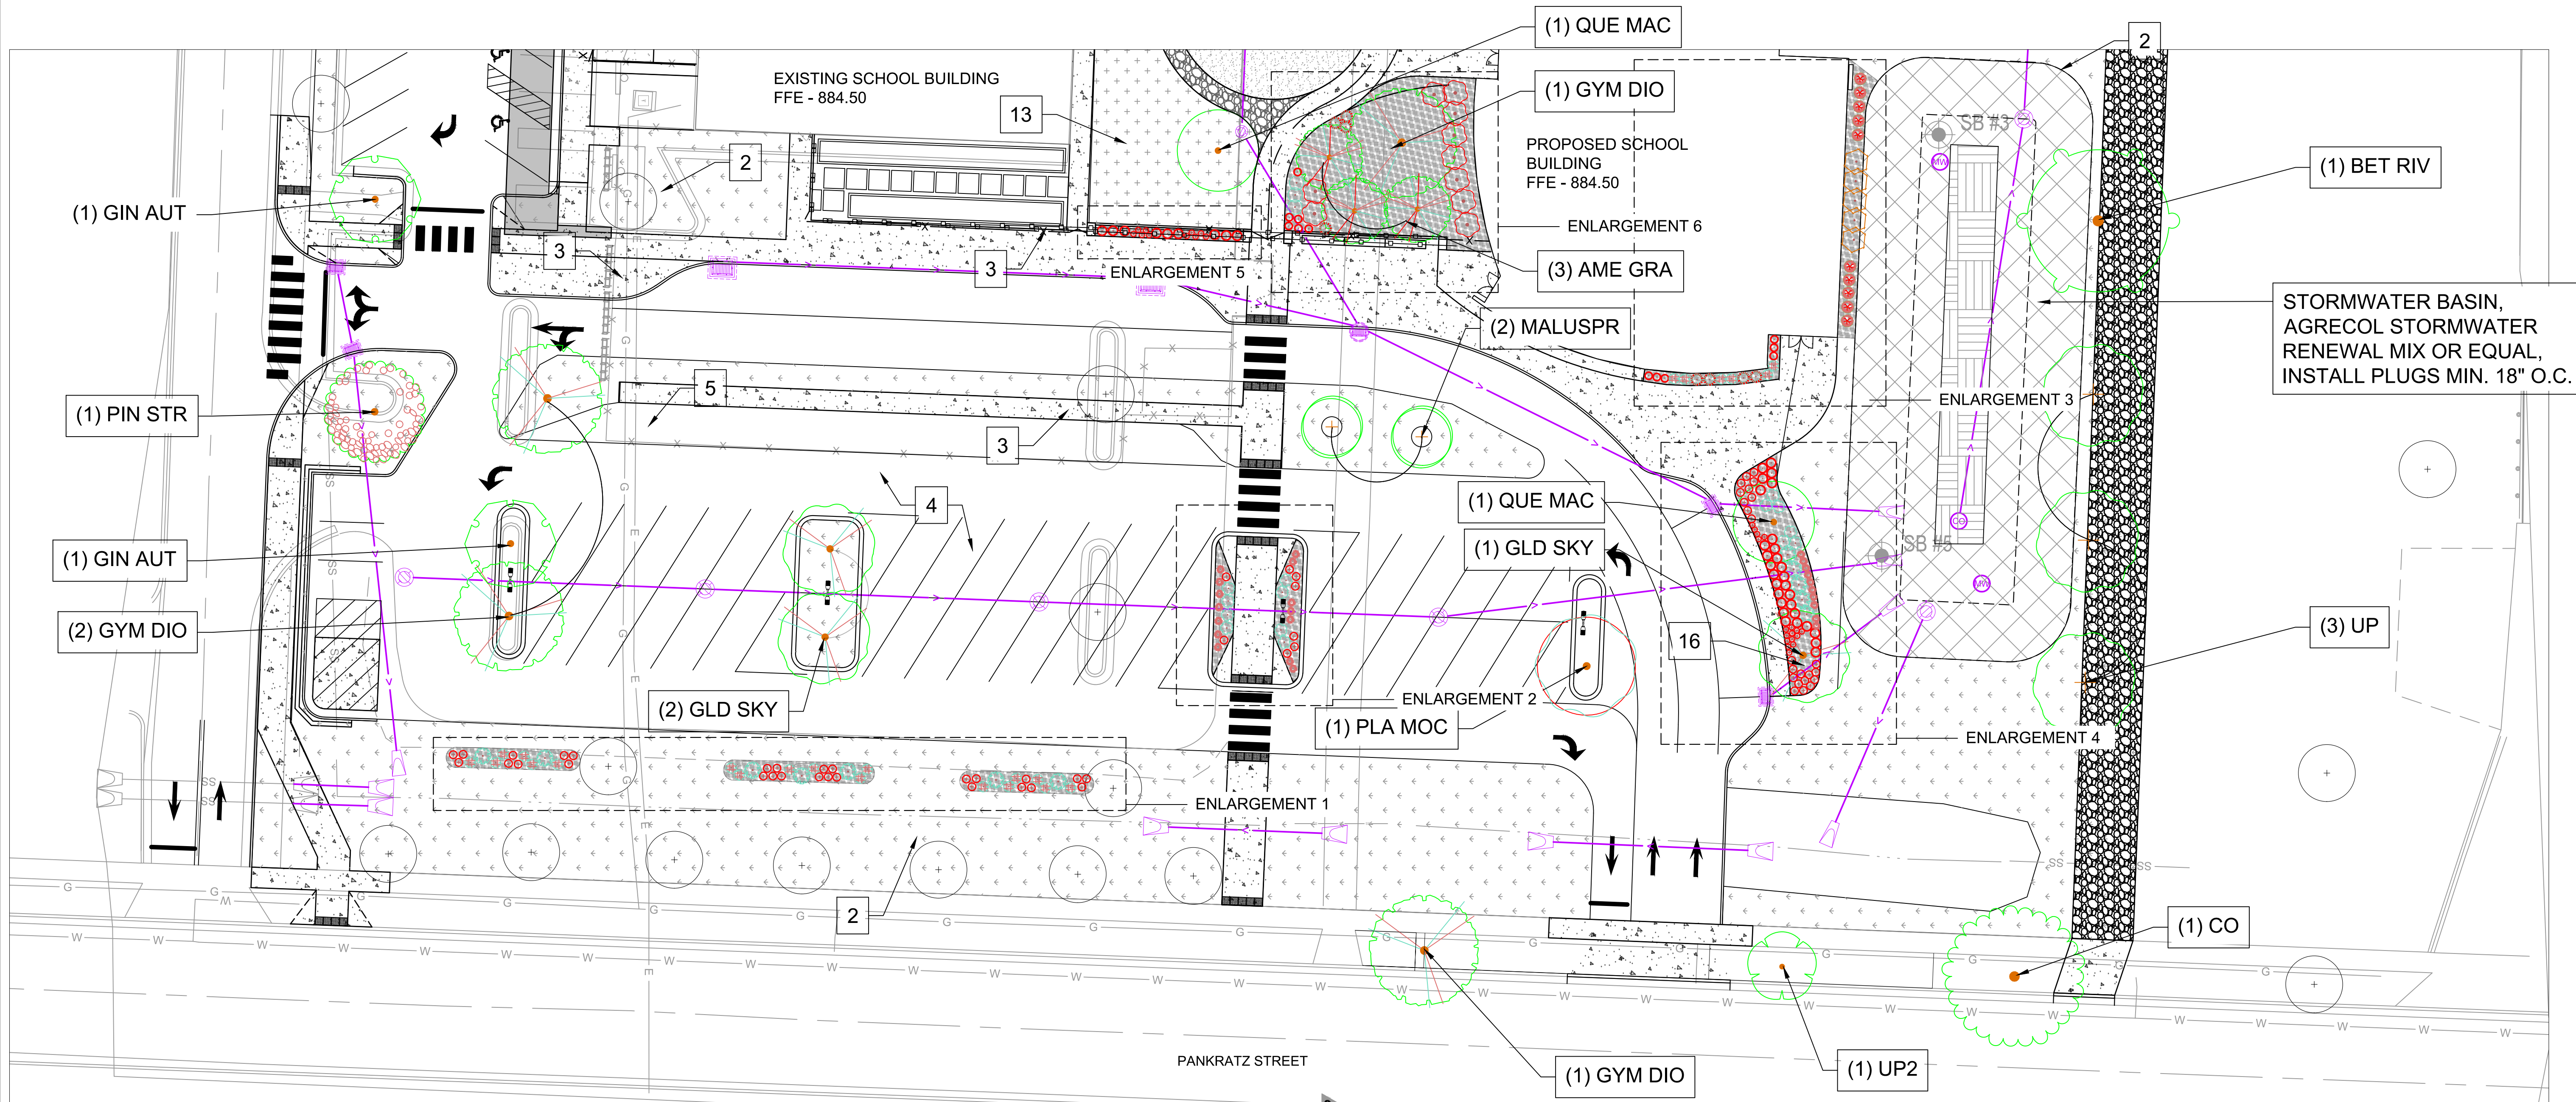 (1) QUE MAC
2
EXISTING SCHOOL BUILDING
FFE - 884.50
13
(1) GYM DIO
SB #3
MW
PROPOSED SCHOOL
BUILDING
FFE - 884.50
2
(1) BET RIV
(1) GIN AUT
ENLARGEMENT 6
3
3
ENLARGEMENT 5
(3) AME GRA
STORMWATER BASIN,
AGRECOL STORMWATER
RENEWAL MIX OR EQUAL,
INSTALL PLUGS MIN. 18" O.C.
(2) MALUSPR
5
ENLARGEMENT 3
(1) PIN STR
3
4
(1) QUE MAC
CO
(1) GLD SKY
SB #5
(1) GIN AUT
MW
(2) GYM DIO
16
(3) UP
(2) GLD SKY
ENLARGEMENT 2
(1) PLA MOC
ENLARGEMENT 4
ENLARGEMENT 1
2
(1) CO
PANKRATZ STREET
(1) GYM DIO
(1) UP2